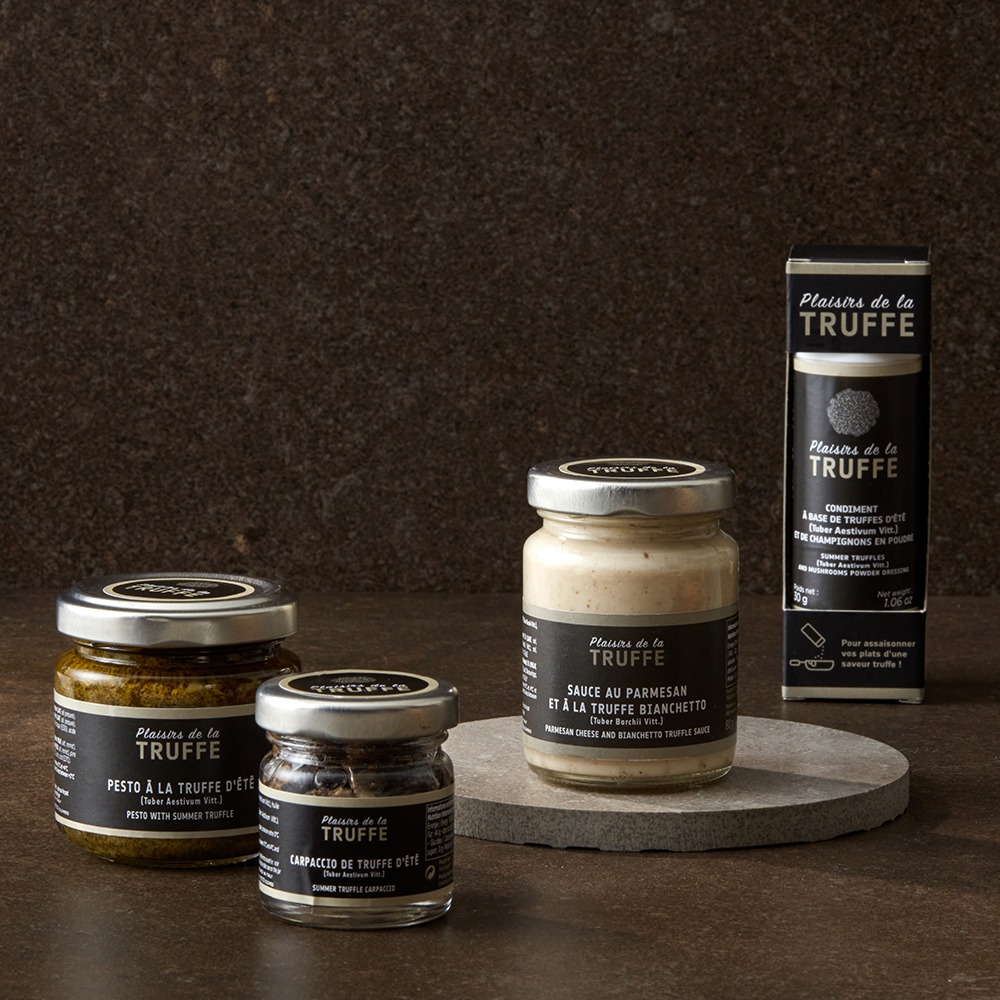 Plaisirs de la
TRUFFE
Plaisirs de la
TRUFFE
CONDIMENT
À BASE DE TRUFFES D'ÉTÉ
(Tuber Aestivum Vitt.)
ET DE CHAMPIGNONS EN POUDRE
SUMMER TRUFFLES
(Tuber Aestivum Vitt.)
AND MUSHROOMS POWDER DRESSING
Poids net :
30 g
Net weight:
1.06 oz
Pour assaisonner
vos plats d'une
saveur truffe !
TRUFFE
Plaisirs de la
TRUFFE
SAUCE AU PARMESAN
ET À LA TRUFFE BIANCHETTO
(Tuber Borchii Vitt.)
PARMESAN CHEESE AND BIANCHETTO TRUFFLE SAUCE
TRUFFE
Plaisirs de la
TRUFFE
PESTO À LA TRUFFE D'ÉTÉ
(Tuber Aestivum Vitt.)
PESTO WITH SUMMER TRUFFLE
TRUFFE
Plaisirs de la
TRUFFE
CARPACCIO DE TRUFFE D'ÉTÉ
(Tuber Aestivum Vitt.)
SUMMER TRUFFLE CARPACCIO